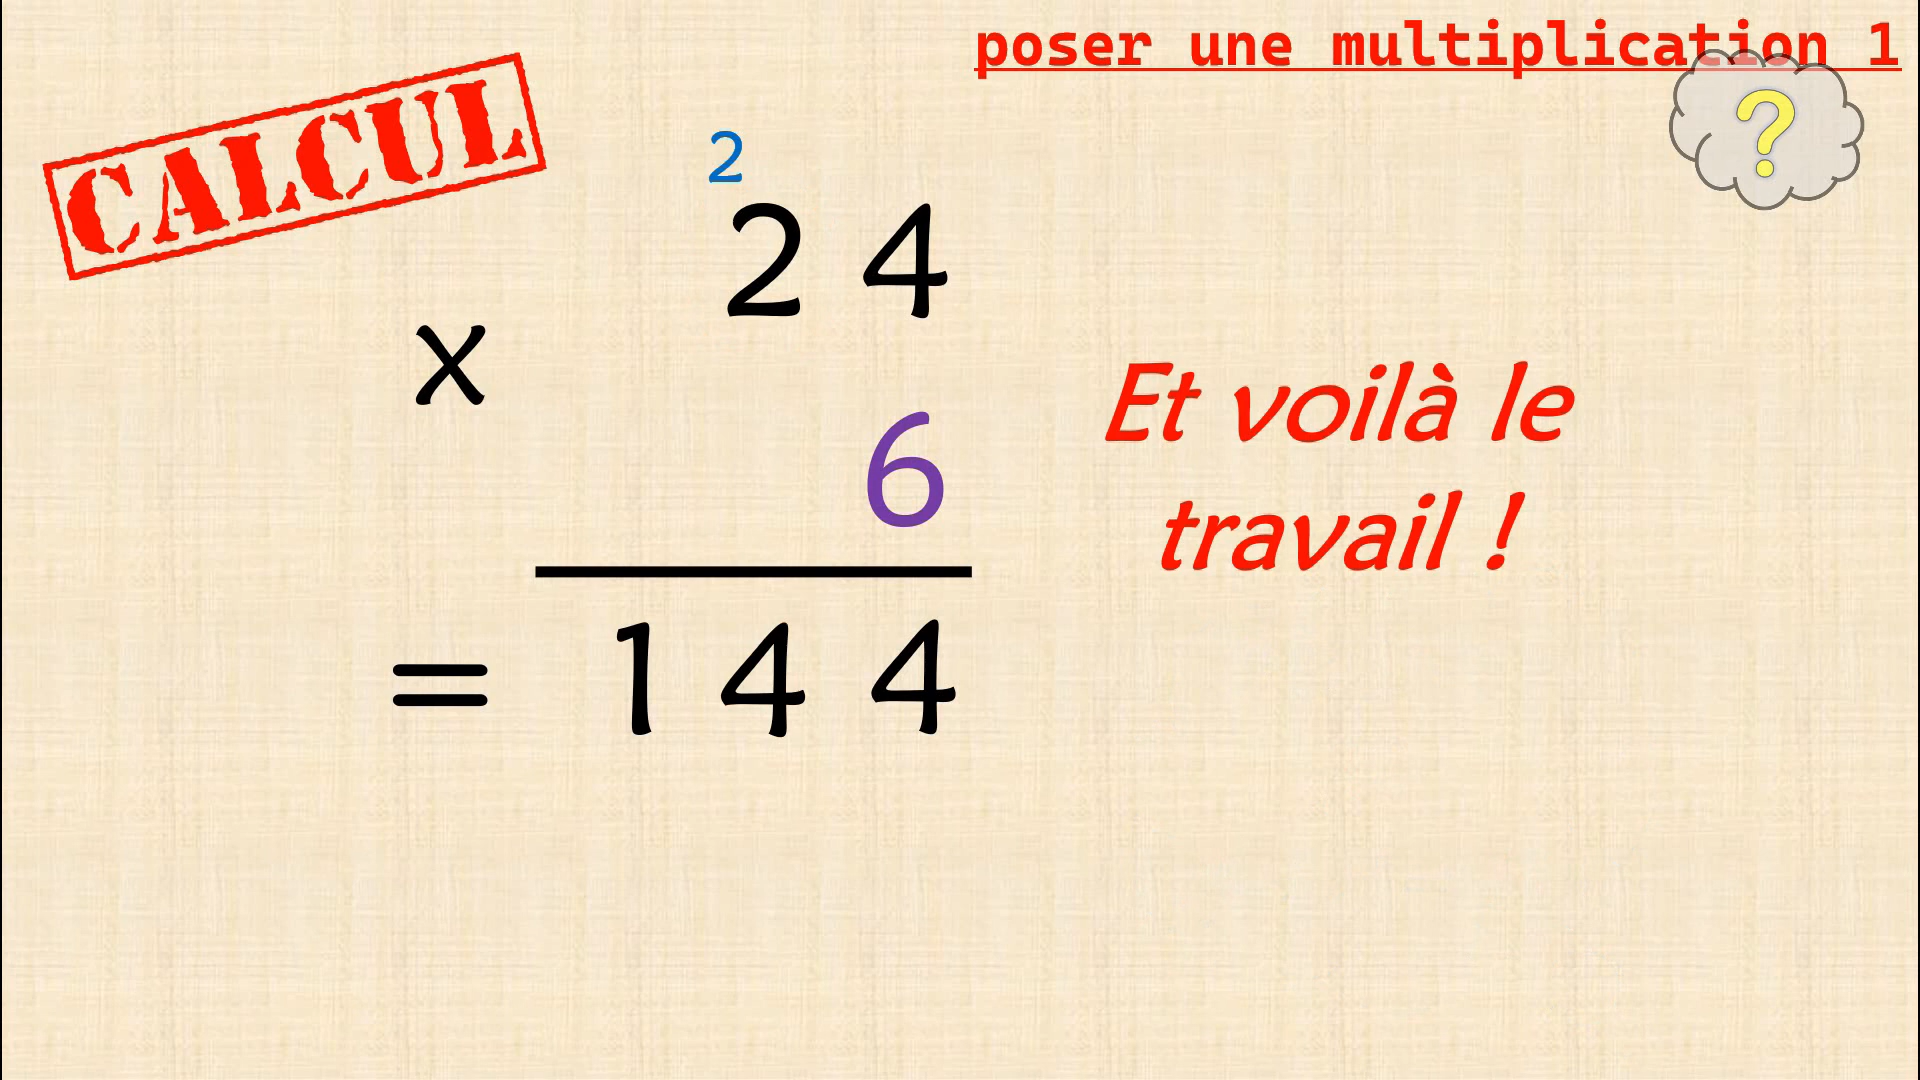 poser une multiplication 1
CALCUL
?
2
2 4
x
6
= 1 4 4
Et voilà le
travail !